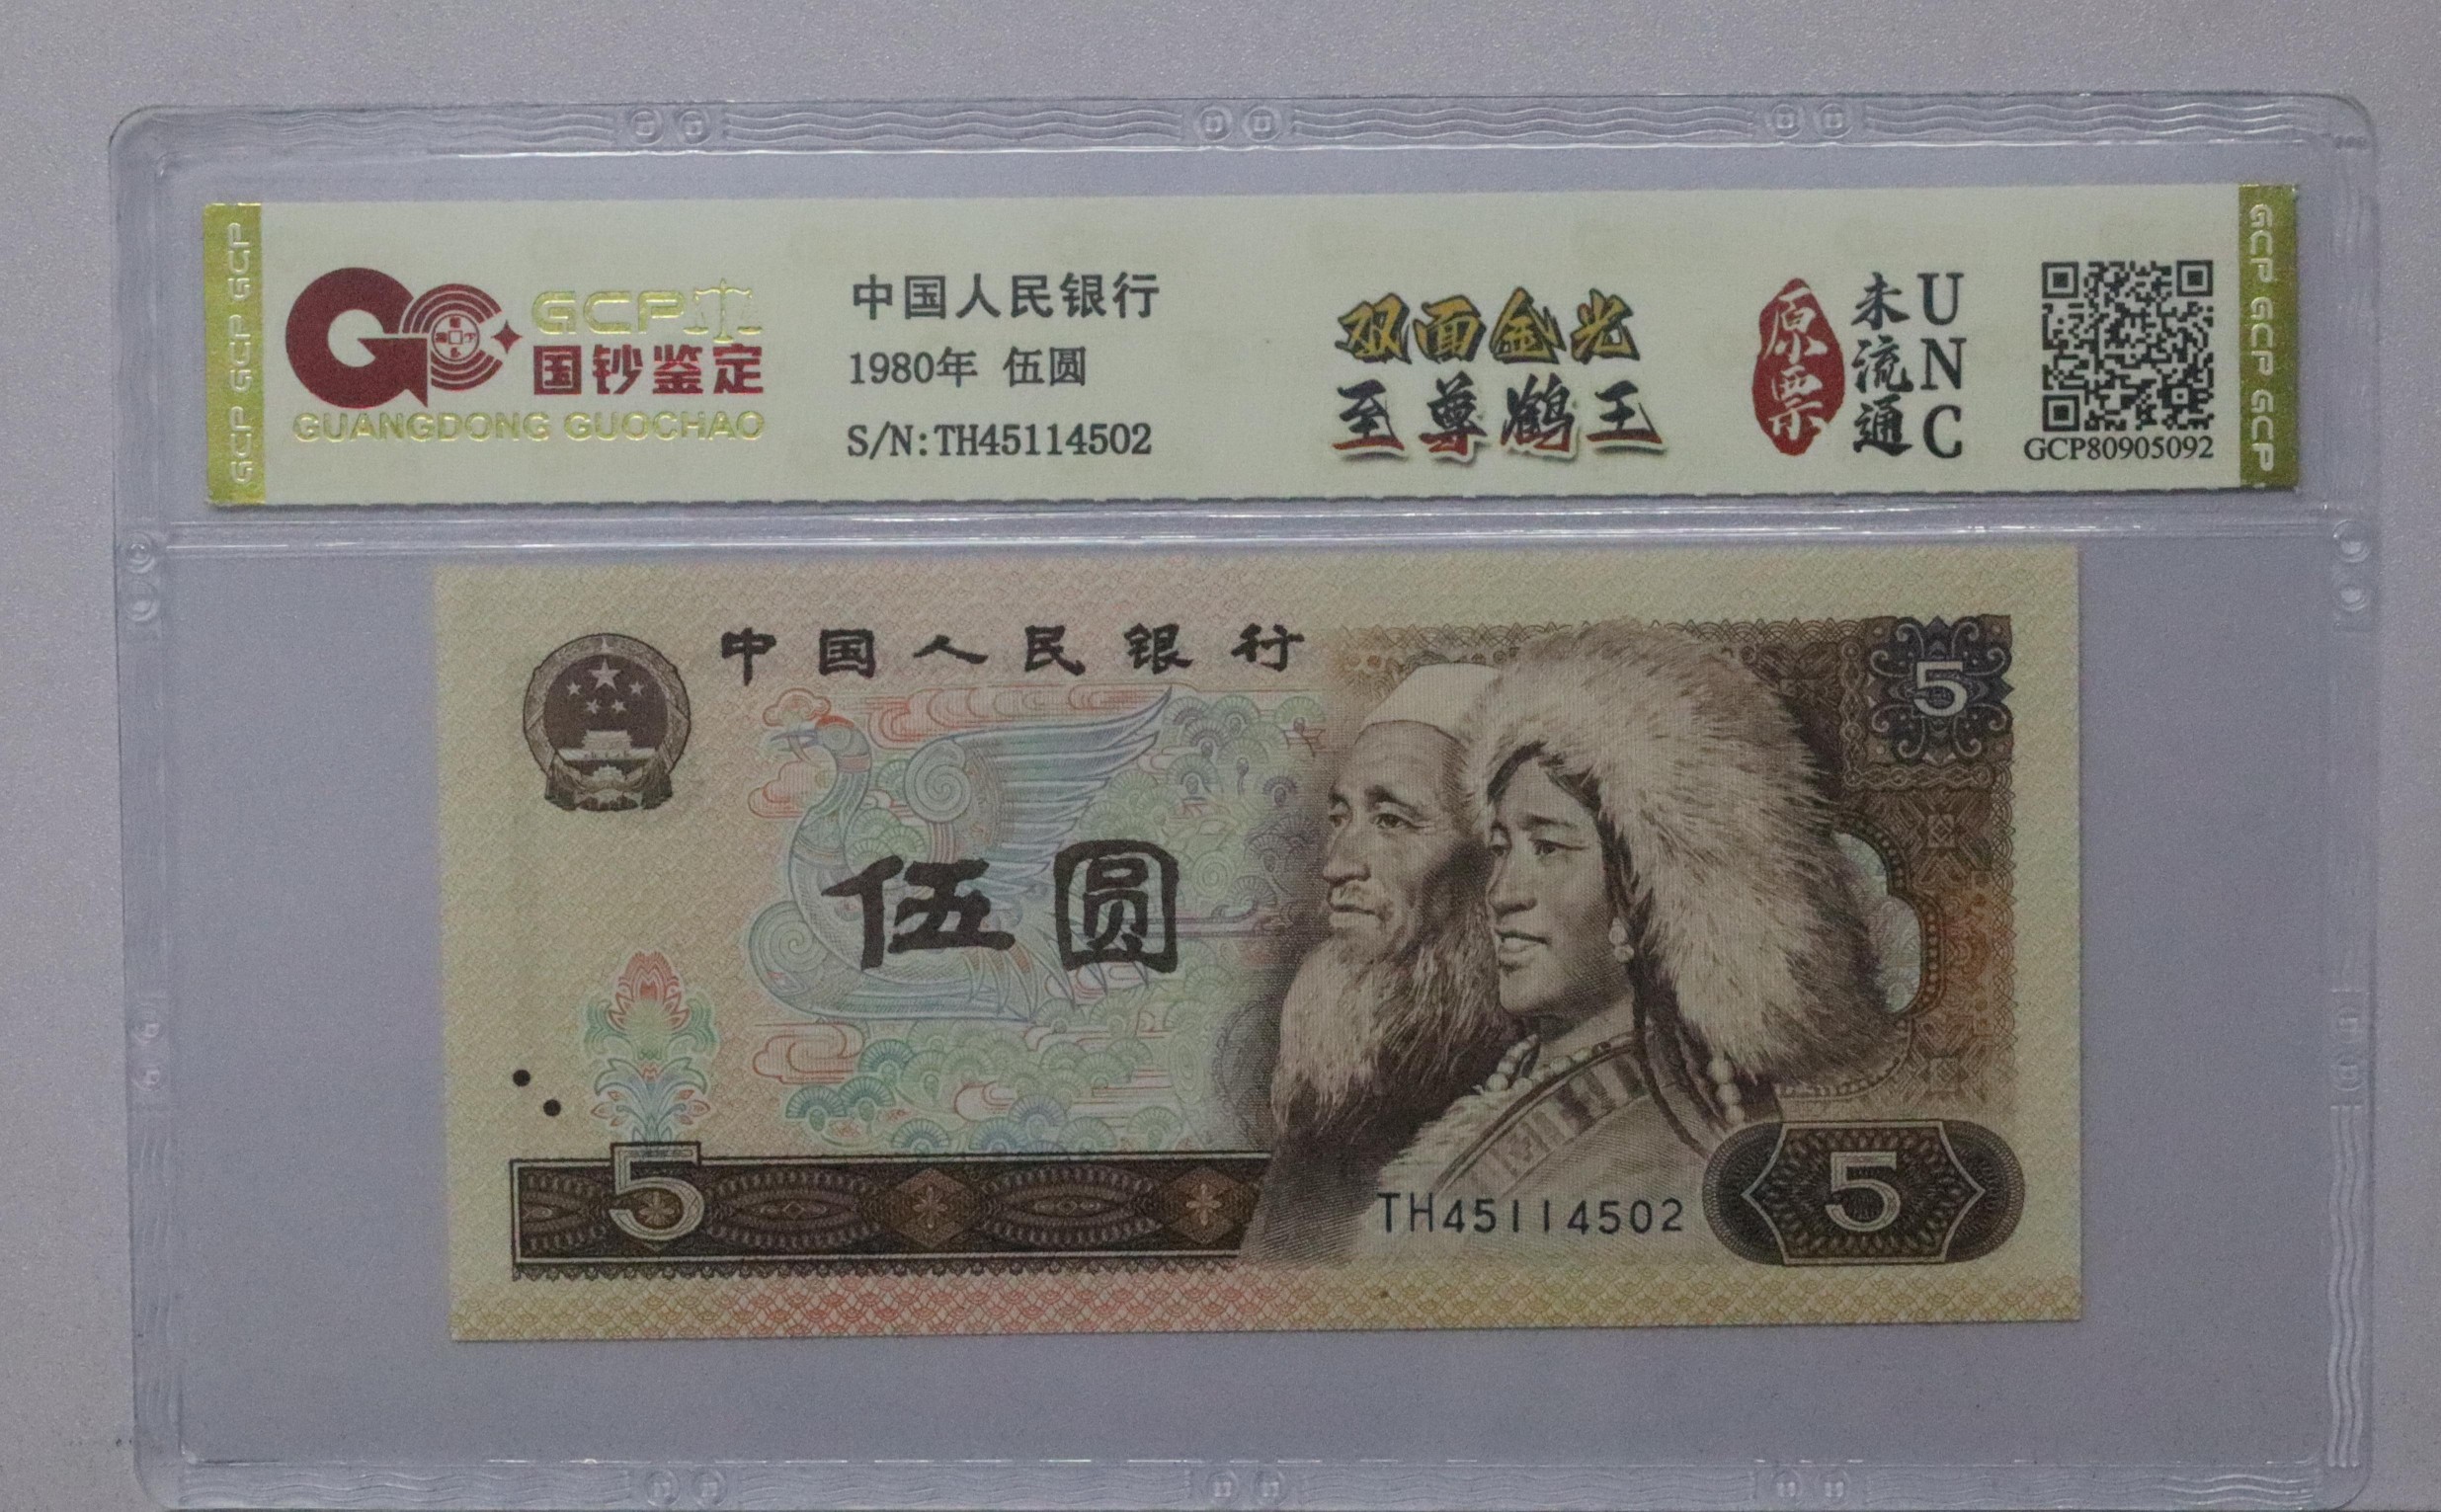 GCP GCP GCP
GCP
国钞鉴定
GUANGDONG GUOCHAO
中国人民银行
1980年 伍圆
S/N:TH45114502
双面金光
至尊鹤王
原票
未流通
UNC
GCP80905092
GCP GCP GCP
中国人民银行
5
伍圆
5
TH45114502
5